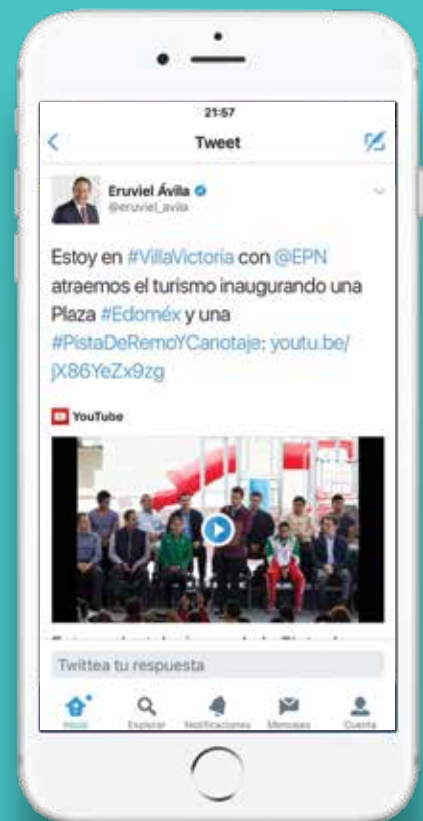 21:57
Tweet
Eruviel Ávila
@eruviel_avila
Estoy en #VillaVictoria con @EPN
atraemos el turismo inaugurando una
Plaza #Edoméx y una
#PistaDeRemoYCanotaje: youtu.be/
jX86YeZx9zg
YouTube
Twittea tu respuesta
Inicio Explorar Notificaciones Mensajes Cuenta